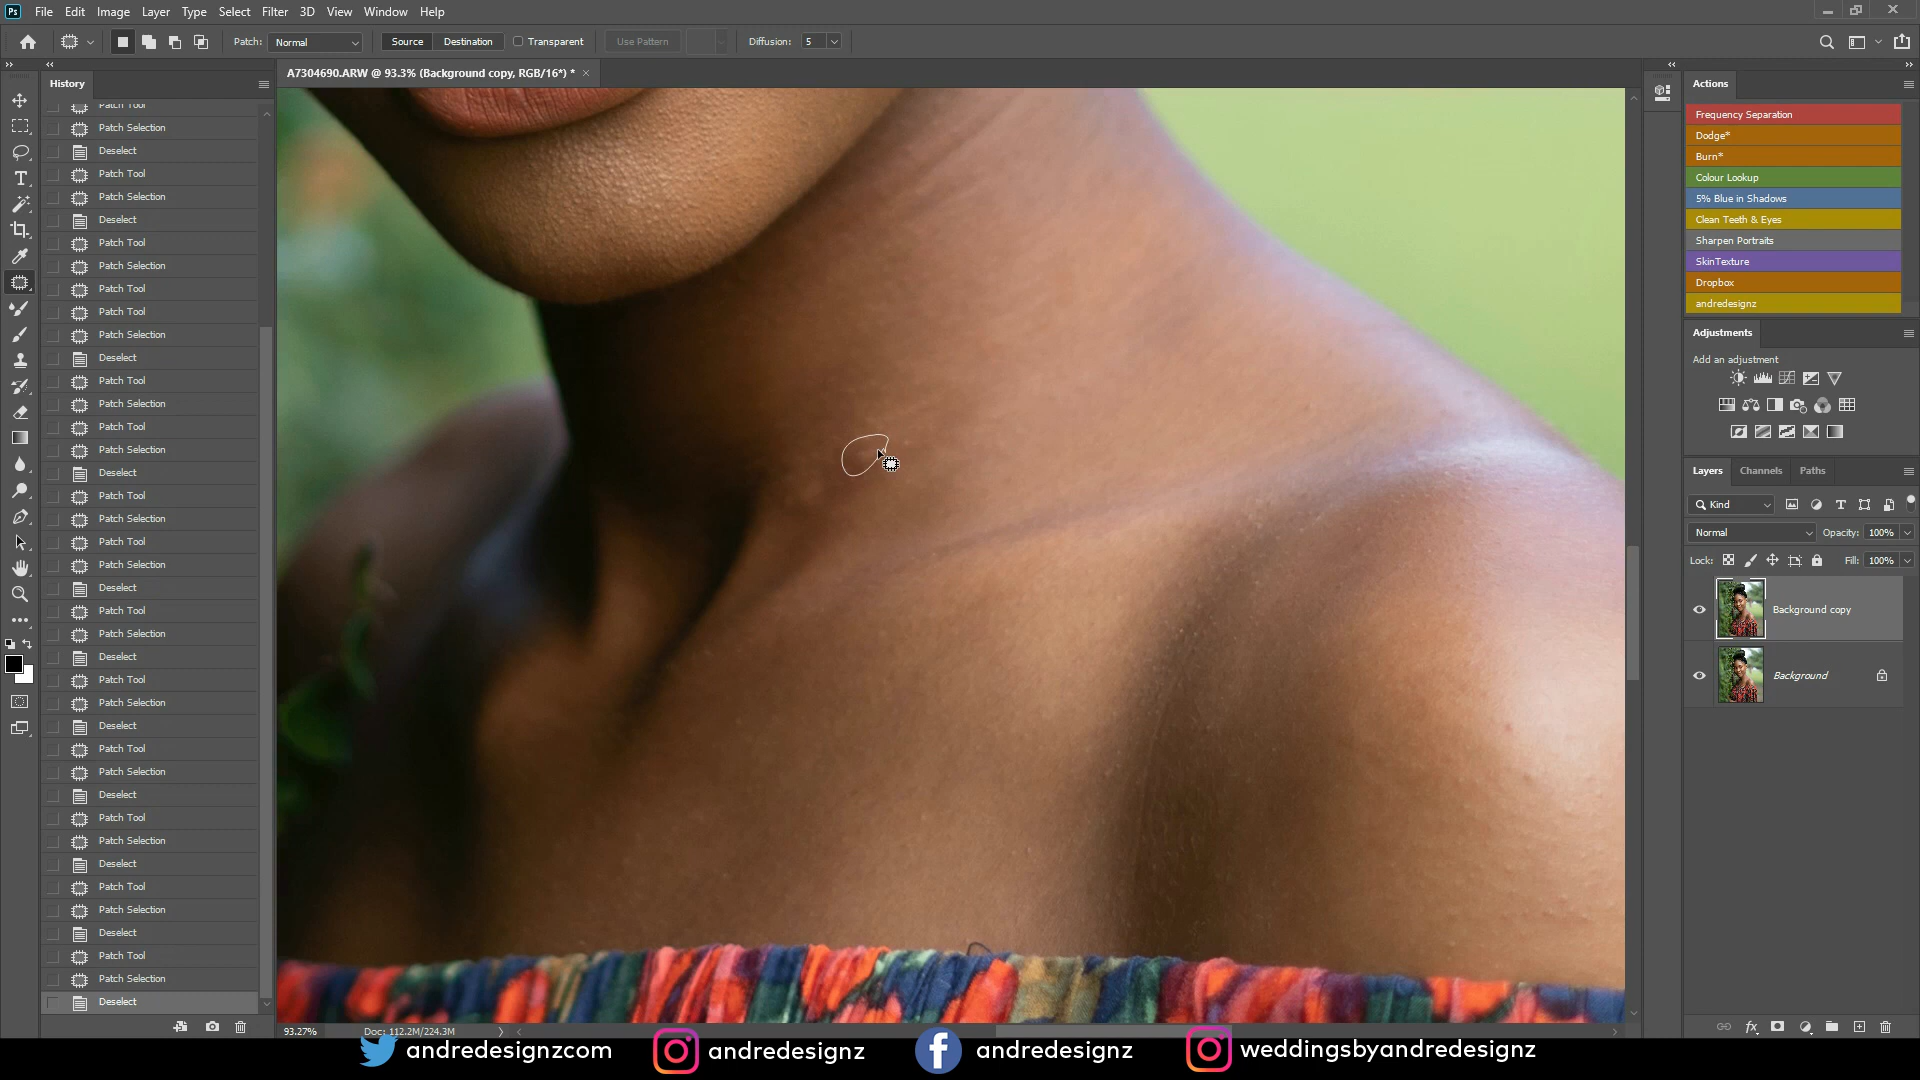 Ps File Edit Image Layer Type Select Filter 3D View Window Help
Patch: Normal Source Destination Transparent Use Pattern Diffusion: 5
History
A7304690.ARW @ 93.3% (Background copy, RGB/16*) *
Patch Tool
Patch Selection
Deselect
Patch Tool
Patch Selection
Deselect
Patch Tool
Patch Selection
Patch Tool
Patch Tool
Patch Selection
Deselect
Patch Tool
Patch Selection
Patch Tool
Patch Selection
Deselect
Patch Tool
Patch Selection
Patch Tool
Patch Selection
Deselect
Patch Tool
Patch Selection
Deselect
Patch Tool
Patch Selection
Deselect
Patch Tool
Patch Selection
Deselect
Patch Tool
Patch Selection
Deselect
Patch Tool
Patch Selection
Deselect
Patch Tool
Patch Selection
Deselect
93.27% Doc: 112.2M/224.3M
Actions
Frequency Separation
Dodge*
Burn*
Colour Lookup
5% Blue in Shadows
Clean Teeth & Eyes
Sharpen Portraits
SkinTexture
Dropbox
andredesignz
Adjustments
Add an adjustment
Layers Channels Paths
Kind
Normal Opacity: 100%
Lock: Fill: 100%
Background copy
Background
andredesignzcom andredesignz andredesignz weddingsbyandredesignz